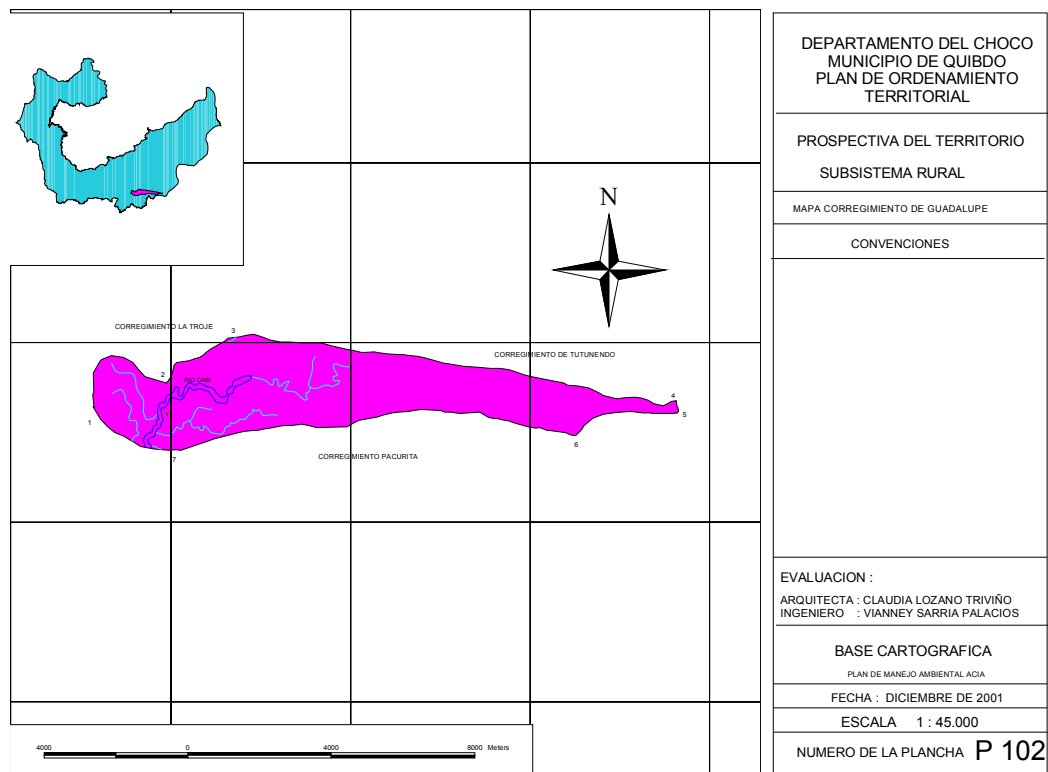 DEPARTAMENTO DEL CHOCO
MUNICIPIO DE QUIBDO
PLAN DE ORDENAMIENTO
TERRITORIAL
PROSPECTIVA DEL TERRITORIO
SUBSISTEMA RURAL
MAPA CORREGIMIENTO DE GUADALUPE
CONVENCIONES
N
CORREGIMIENTO LA TROJE
3
CORREGIMIENTO DE TUTUNENDO
2
RIO CABI
4
5
1
6
7
CORREGIMIENTO PACURITA
4000 0 4000 8000 Meters
EVALUACION :
ARQUITECTA : CLAUDIA LOZANO TRIVIÑO
INGENIERO : VIANNEY SARRIA PALACIOS
BASE CARTOGRAFICA
PLAN DE MANEJO AMBIENTAL ACIA
FECHA : DICIEMBRE DE 2001
ESCALA 1 : 45.000
NUMERO DE LA PLANCHA P 102